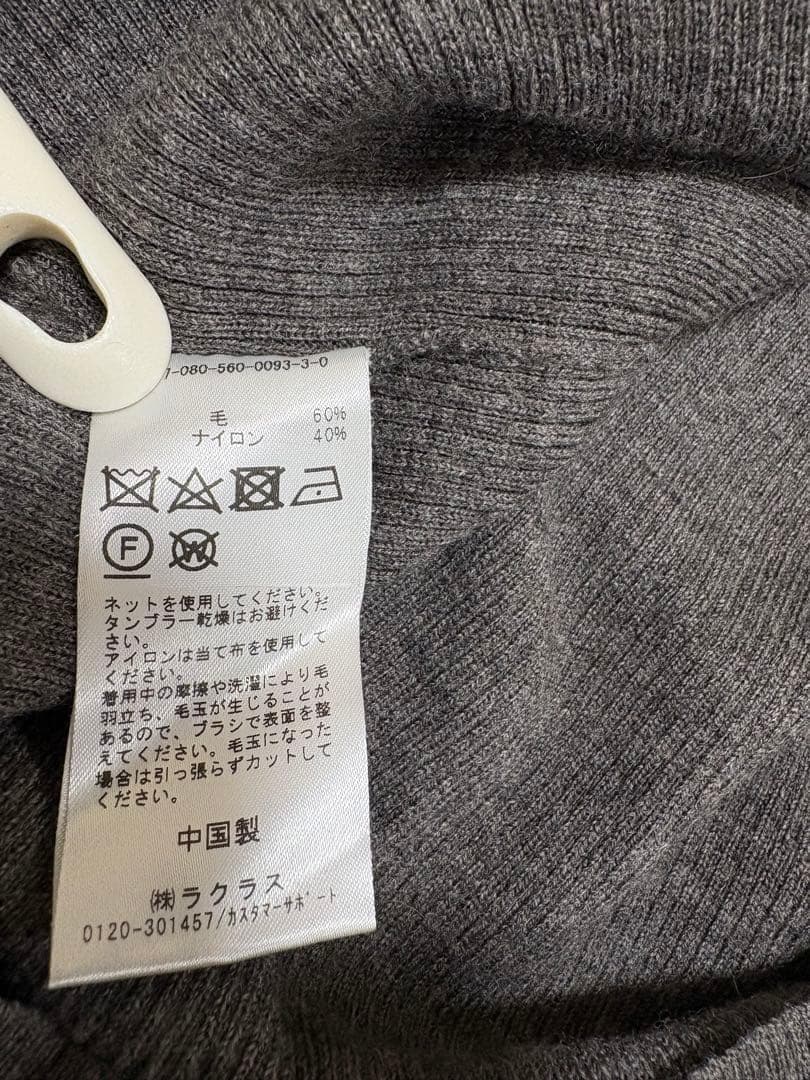 7-080-560-0093-3-0
毛 60%
ナイロン 40%
F
W
ネットを使用してください。
タンブラー乾燥はお避けくだ
さい。
アイロンは当て布を使用して
ください。
着用中の摩擦や洗濯により毛
羽立ち、毛玉が生じることが
あるので、ブラシで表面を整
えてください。毛玉になった
場合は引っ張らずカットして
ください。
中国製
(株)ラクラス
0120-301457/カスタマーサポート